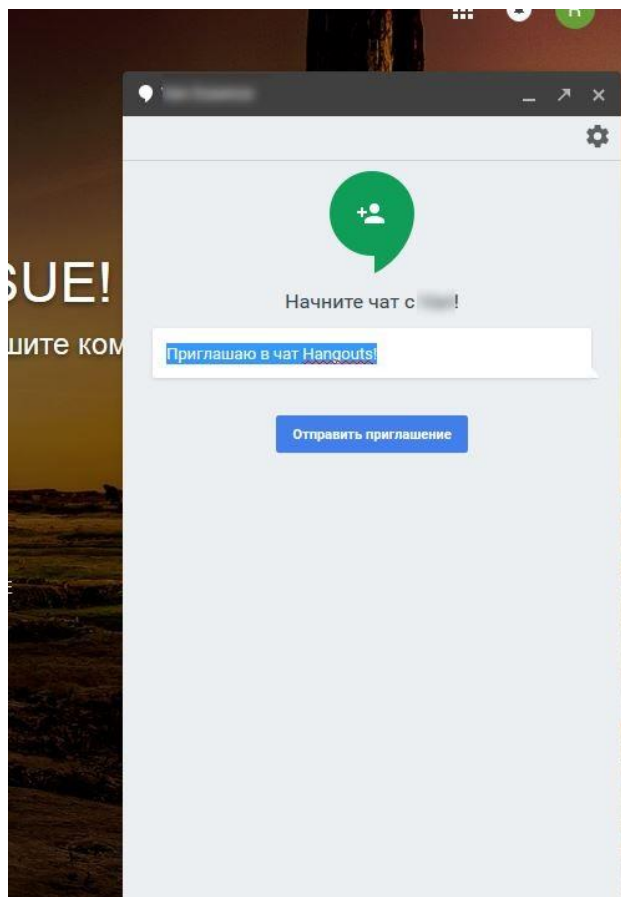 SUE!
Начните чат с !
шите ком
Приглашаю в чат Hangouts!
Отправить приглашение